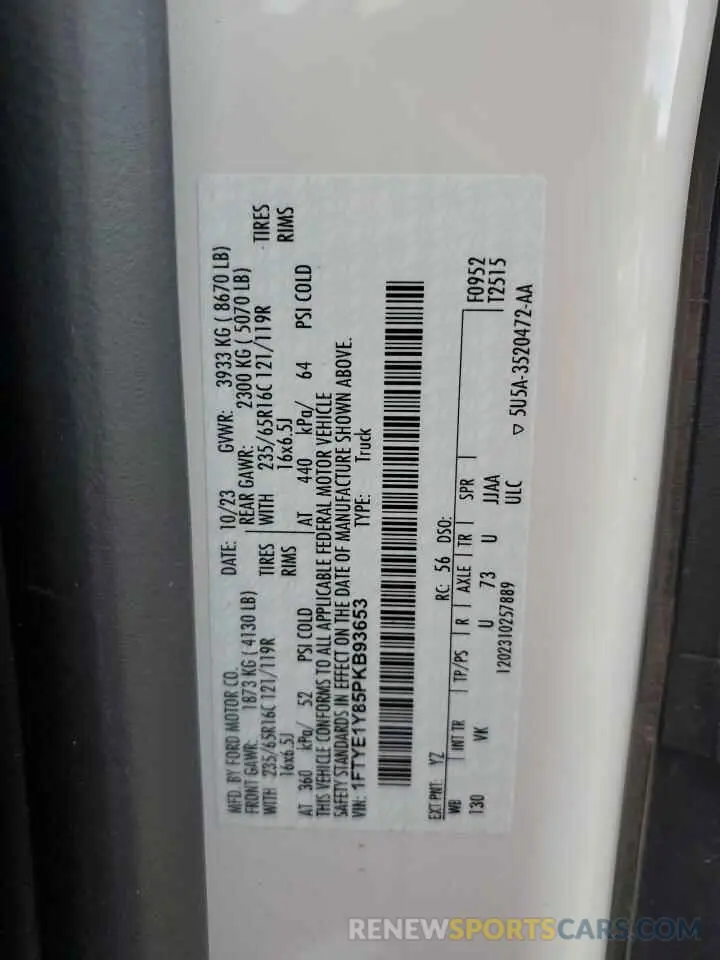 MFD. BY FORD MOTOR CO.
DATE: 10/23 GVWR: 3933 KG ( 8670 LB)
FRONT GAWR: 1873 KG ( 4130 LB) REAR GAWR: 2300 KG ( 5070 LB)
WITH 235/65R16C 121/119R TIRES WITH 235/65R16C 121/119R TIRES
16x6.5J RIMS 16x6.5J RIMS
AT 360 kPa/ 52 PSI COLD AT 440 kPa/ 64 PSI COLD
THIS VEHICLE CONFORMS TO ALL APPLICABLE FEDERAL MOTOR VEHICLE
SAFETY STANDARDS IN EFFECT ON THE DATE OF MANUFACTURE SHOWN ABOVE.
VIN: 1FTYE1Y85PKB93653 TYPE: Truck
EXT PNT: YZ RC: 56 DSO:
WB INT TR TP/PS R AXLE TR SPR F0952
130 VK U 73 U JJAA T2515
1202310257889 ULC ▽ 5U5A-3520472-AA
RENEWSPORTSCARS.COM